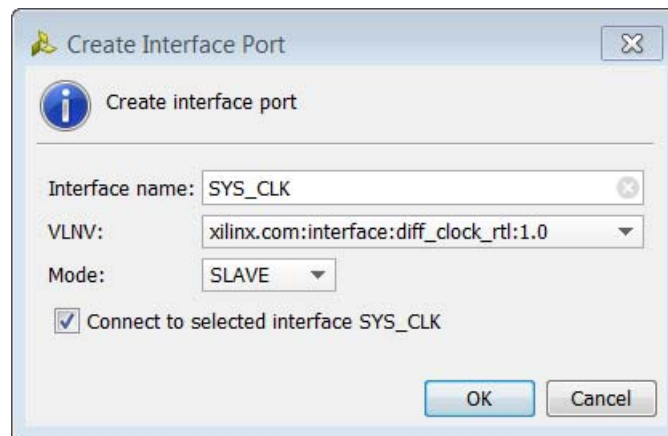 Create Interface Port
Create interface port
Interface name: SYS_CLK
VLNV: xilinx.com:interface:diff_clock_rtl:1.0
Mode: SLAVE
Connect to selected interface SYS_CLK
OK Cancel